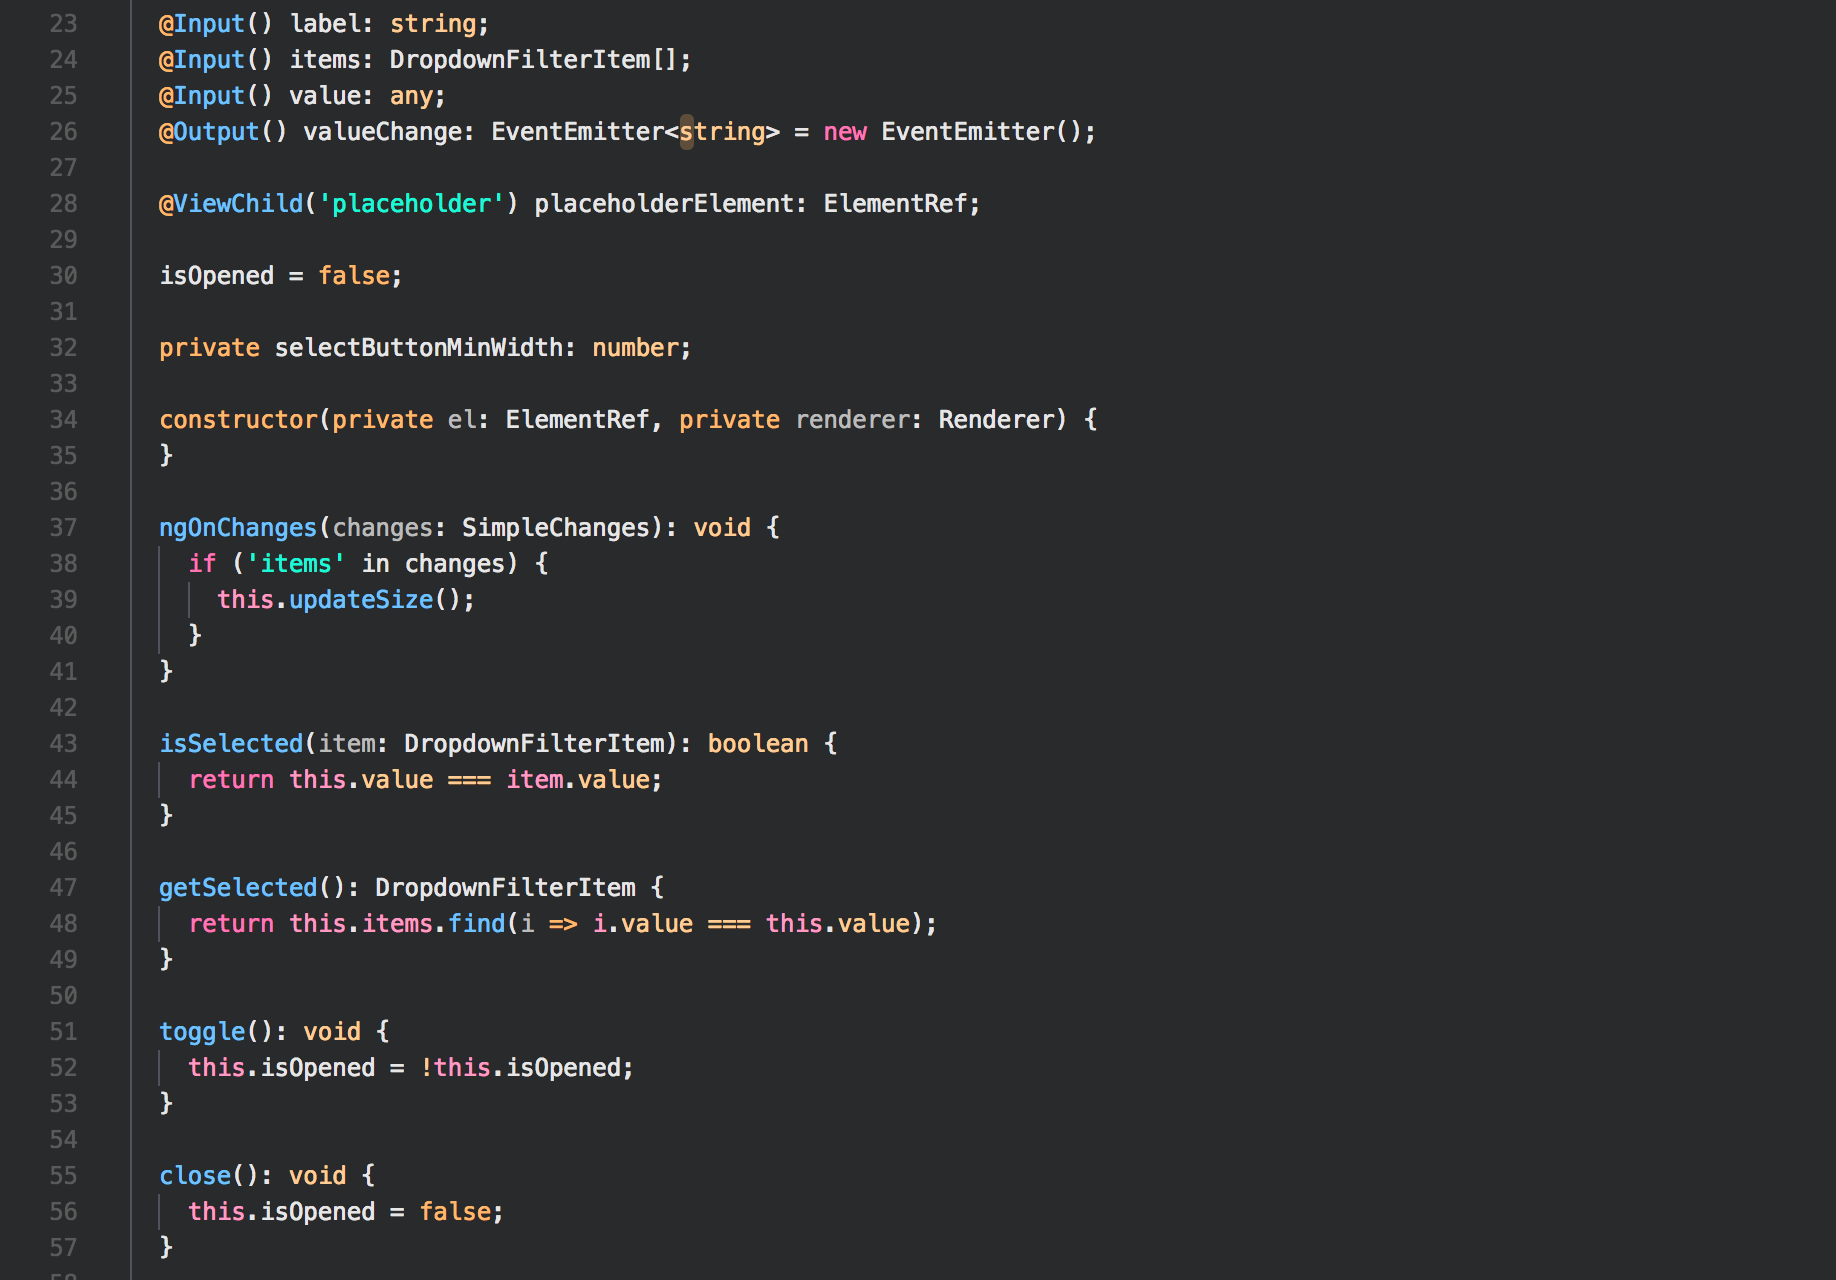 23 @Input() label: string;
24 @Input() items: DropdownFilterItem[];
25 @Input() value: any;
26 @Output() valueChange: EventEmitter<string> = new EventEmitter();
27
28 @ViewChild('placeholder') placeholderElement: ElementRef;
29
30 isOpened = false;
31
32 private selectButtonMinWidth: number;
33
34 constructor(private el: ElementRef, private renderer: Renderer) {
35 }
36
37 ngOnChanges(changes: SimpleChanges): void {
38 if ('items' in changes) {
39 this.updateSize();
40 }
41 }
42
43 isSelected(item: DropdownFilterItem): boolean {
44 return this.value === item.value;
45 }
46
47 getSelected(): DropdownFilterItem {
48 return this.items.find(i => i.value === this.value);
49 }
50
51 toggle(): void {
52 this.isOpened = !this.isOpened;
53 }
54
55 close(): void {
56 this.isOpened = false;
57 }
58